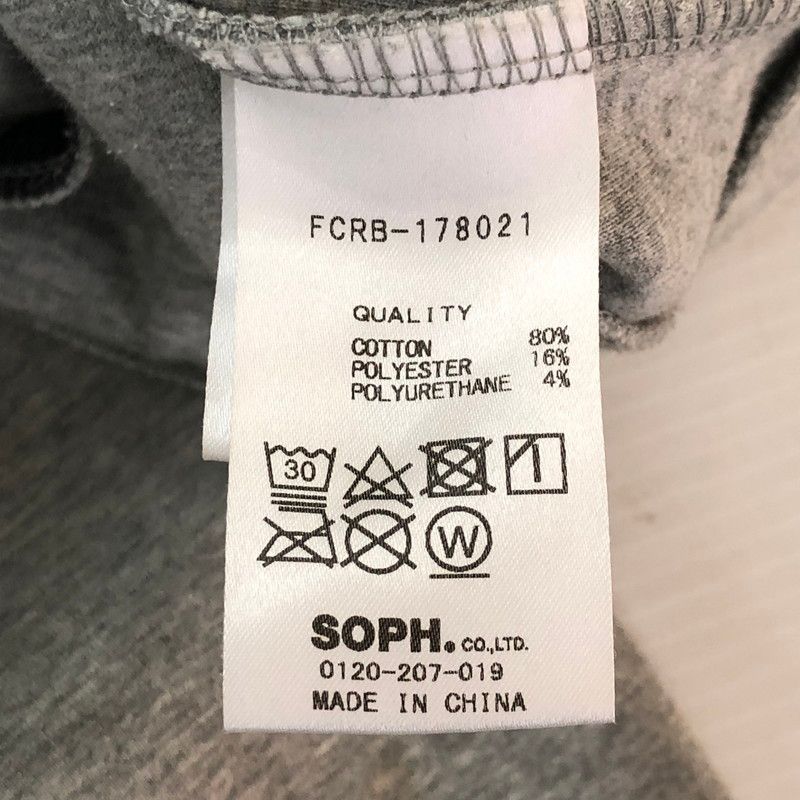 FCRB-178021
QUALITY
COTTON 80%
POLYESTER 16%
POLYURETHANE 4%
30
W
SOPH. CO.,LTD.
0120-207-019
MADE IN CHINA